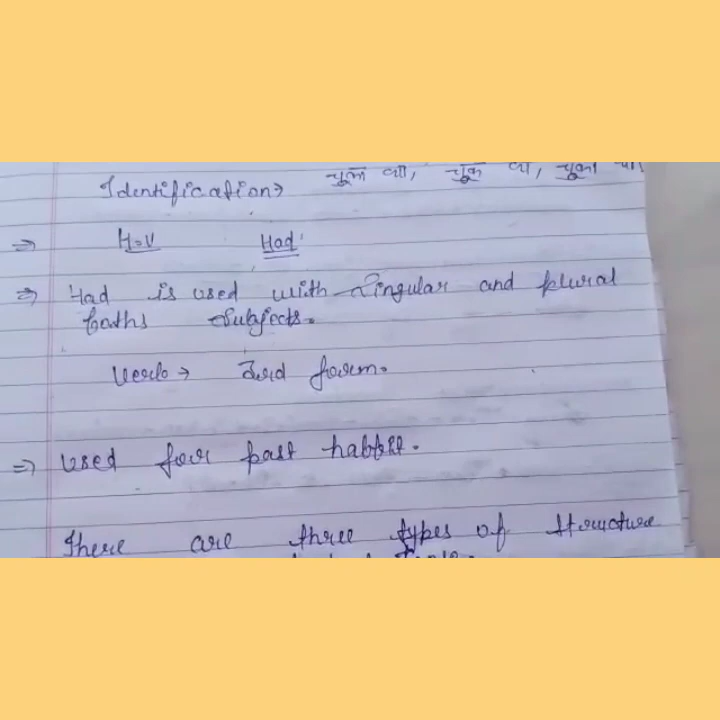 Identification⇒ चुका था, चुके थे, चुकी थी
⇒ H.V Had
⇒ Had is used with singular and plural
boths subjects.
Verb → 3rd form.
⇒ Used for past
There are three types of structure